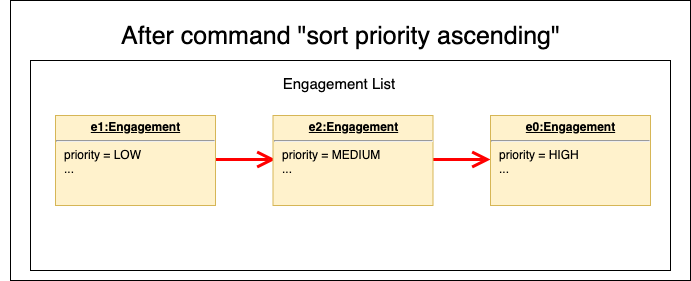 After command "sort priority ascending"
Engagement List
e1:Engagement
priority = LOW
...
e2:Engagement
priority = MEDIUM
...
e0:Engagement
priority = HIGH
...